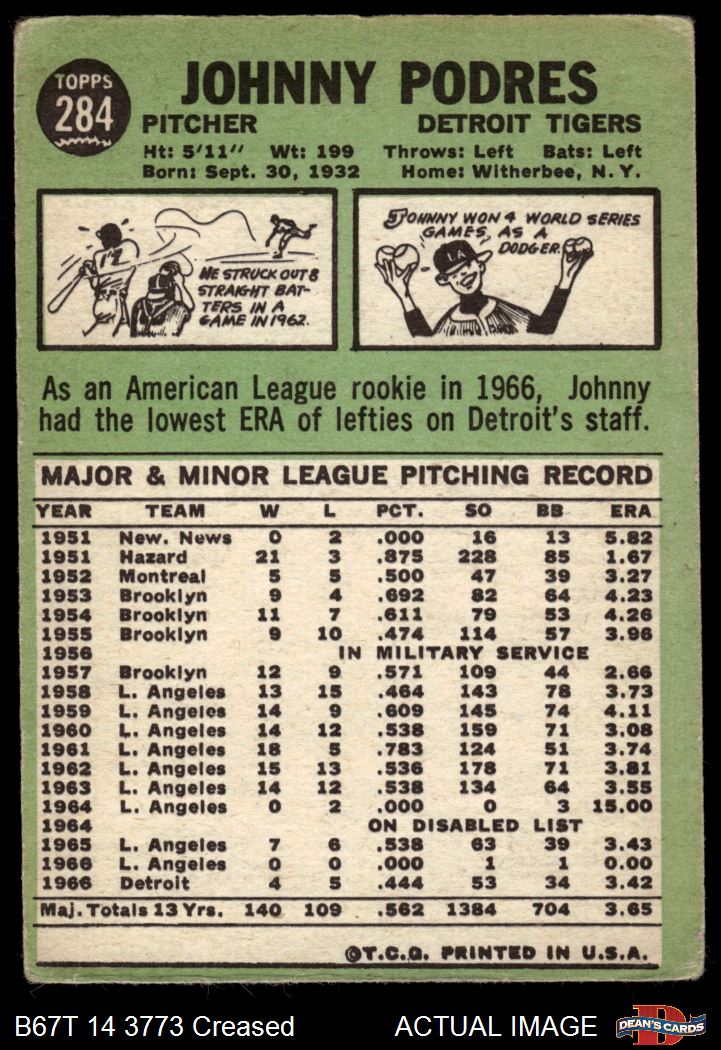 TOPPS
284
JOHNNY PODRES
PITCHER DETROIT TIGERS
Ht: 5'11" Wt: 199 Throws: Left Bats: Left
Born: Sept. 30, 1932 Home: Witherbee, N. Y.
HE STRUCK OUT 8
STRAIGHT BAT-
TERS IN A
GAME IN 1962.
JOHNNY WON 4 WORLD SERIES
GAMES, AS A
DODGER.
LA
As an American League rookie in 1966, Johnny
had the lowest ERA of lefties on Detroit's staff.
MAJOR & MINOR LEAGUE PITCHING RECORD
YEAR TEAM W L PCT. SO BB ERA
1951 New. News 0 2 .000 16 13 5.82
1951 Hazard 21 3 .875 228 85 1.67
1952 Montreal 5 5 .500 47 39 3.27
1953 Brooklyn 9 4 .692 82 64 4.23
1954 Brooklyn 11 7 .611 79 53 4.26
1955 Brooklyn 9 10 .474 114 57 3.96
1956 IN MILITARY SERVICE
1957 Brooklyn 12 9 .571 109 44 2.66
1958 L. Angeles 13 15 .464 143 78 3.73
1959 L. Angeles 14 9 .609 145 74 4.11
1960 L. Angeles 14 12 .538 159 71 3.08
1961 L. Angeles 18 5 .783 124 51 3.74
1962 L. Angeles 15 13 .536 178 71 3.81
1963 L. Angeles 14 12 .538 134 64 3.55
1964 L. Angeles 0 2 .000 0 3 15.00
1964 ON DISABLED LIST
1965 L. Angeles 7 6 .538 63 39 3.43
1966 L. Angeles 0 0 .000 1 1 0.00
1966 Detroit 4 5 .444 53 34 3.42
Maj. Totals 13 Yrs. 140 109 .562 1384 704 3.65
©T.C.G. PRINTED IN U.S.A.
B67T 14 3773 Creased ACTUAL IMAGE
DEAN'S CARDS